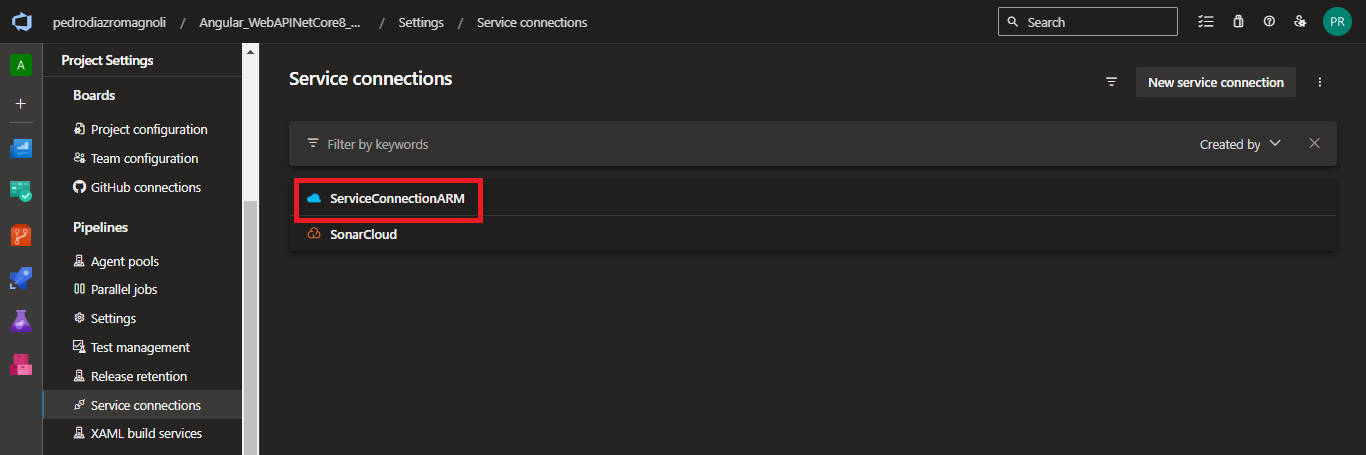 pedrodiazromagnoli / Angular_WebAPINetCore8_... / Settings / Service connections
Search
PR
A
Project Settings
Boards
Project configuration
Team configuration
GitHub connections
Pipelines
Agent pools
Parallel jobs
Settings
Test management
Release retention
Service connections
XAML build services
Service connections
New service connection
Filter by keywords
Created by
ServiceConnectionARM
SonarCloud